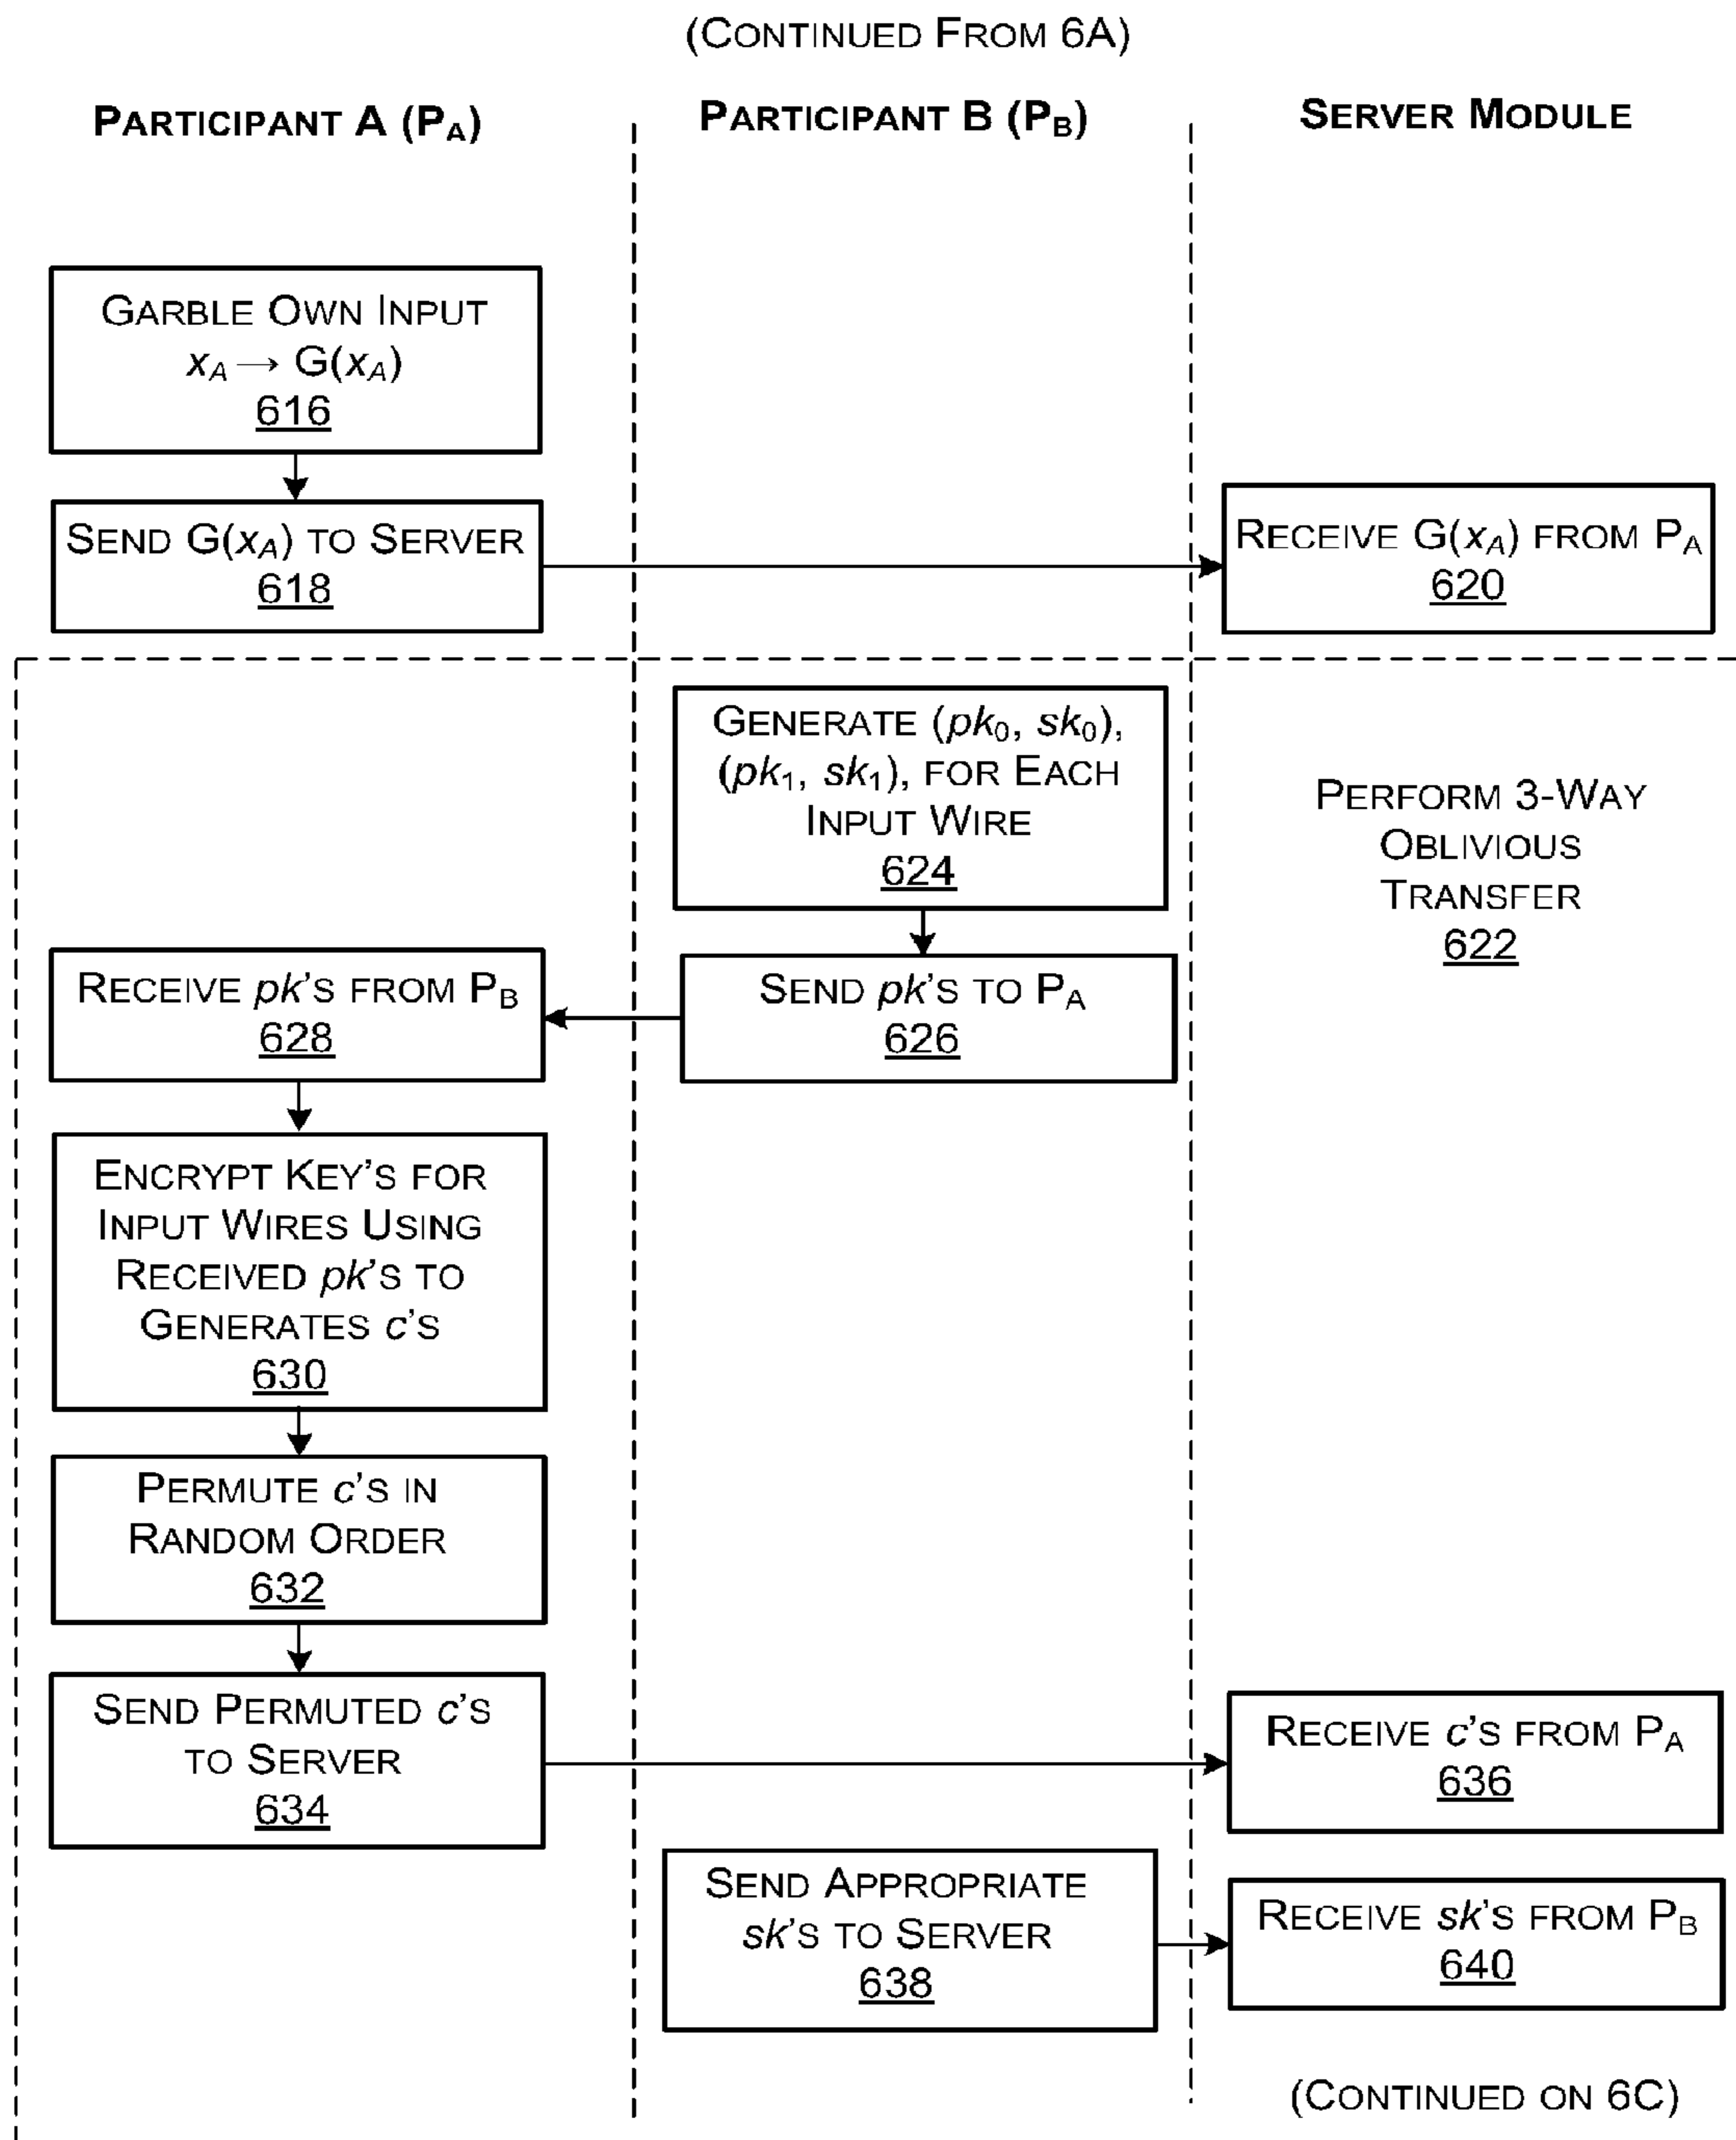 (CONTINUED FROM 6A)
PARTICIPANT A (PA)
PARTICIPANT B (PB)
SERVER MODULE
GARBLE OWN INPUT
xA → G(xA)
616
SEND G(xA) TO SERVER
618
RECEIVE G(xA) FROM PA
620
GENERATE (pk0, sk0),
(pk1, sk1), FOR EACH
INPUT WIRE
624
PERFORM 3-WAY
OBLIVIOUS
TRANSFER
622
SEND pk'S TO PA
626
RECEIVE pk'S FROM PB
628
ENCRYPT KEY'S FOR
INPUT WIRES USING
RECEIVED pk'S TO
GENERATES c'S
630
PERMUTE c'S IN
RANDOM ORDER
632
SEND PERMUTED c'S
TO SERVER
634
RECEIVE c'S FROM PA
636
SEND APPROPRIATE
sk'S TO SERVER
638
RECEIVE sk'S FROM PB
640
(CONTINUED ON 6C)